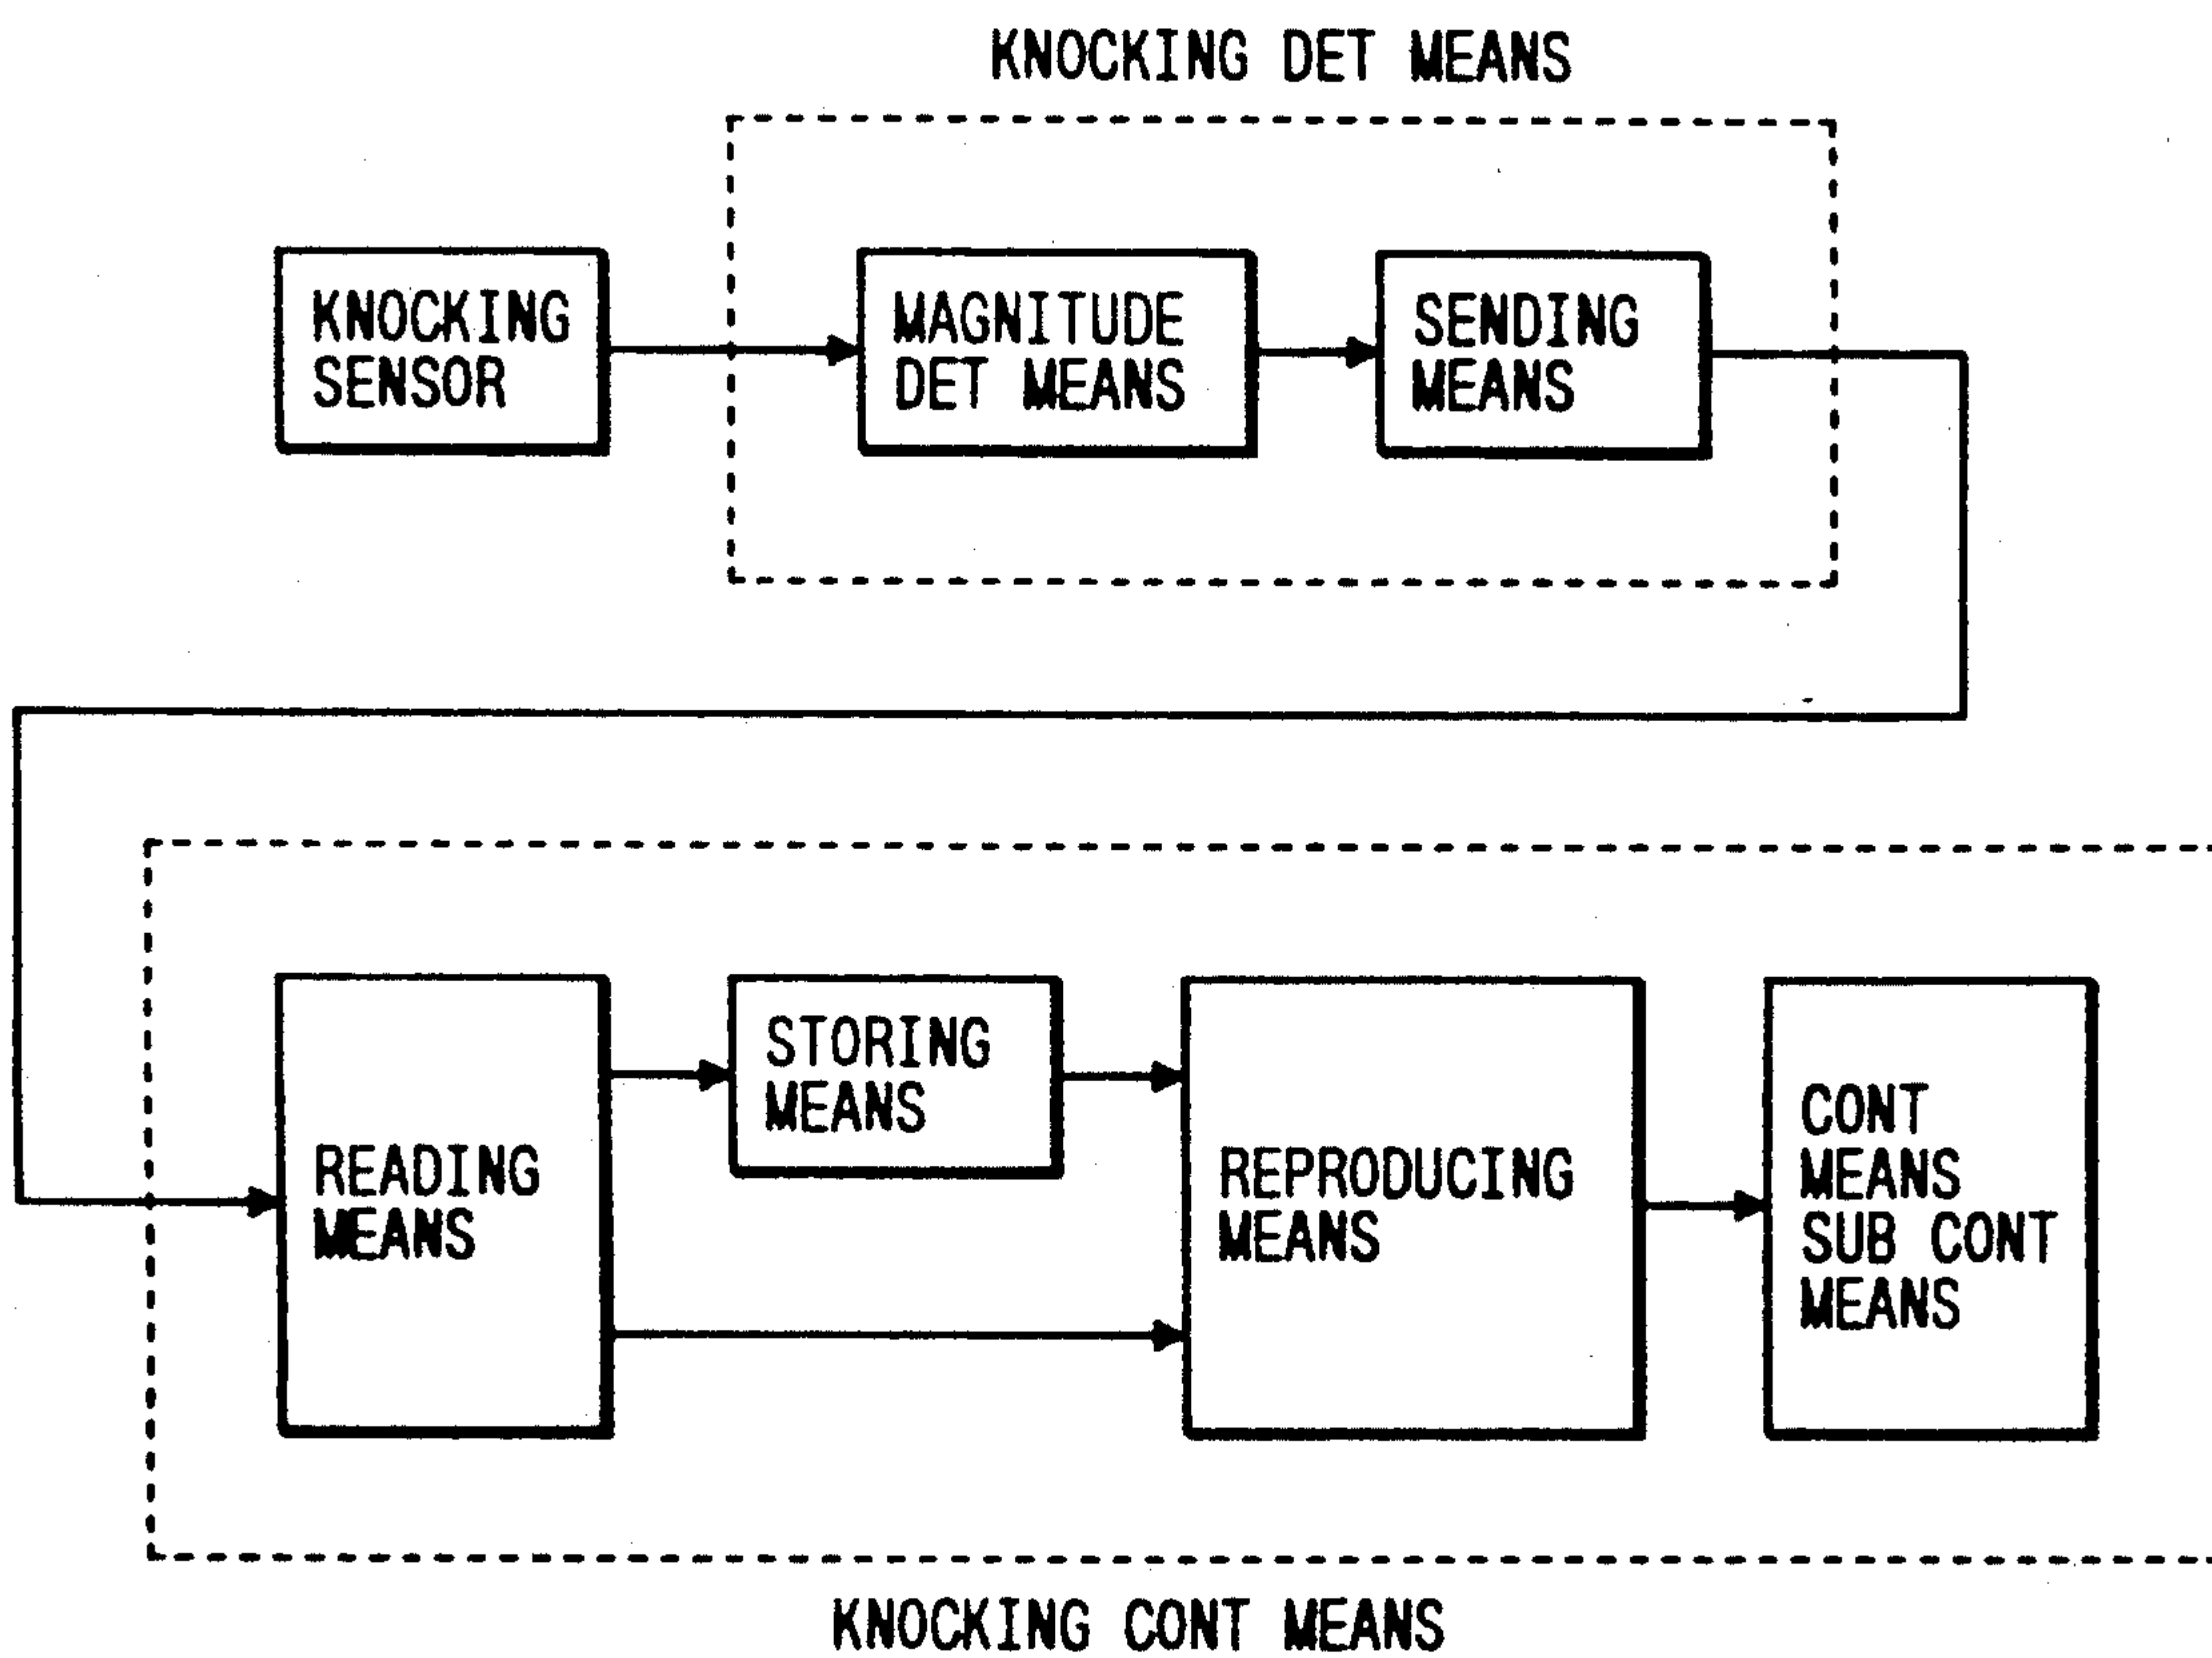 KNOCKING DET MEANS
KNOCKING
SENSOR
MAGNITUDE
DET MEANS
SENDING
MEANS
READING
MEANS
STORING
MEANS
REPRODUCING
MEANS
CONT
MEANS
SUB CONT
MEANS
KNOCKING CONT MEANS